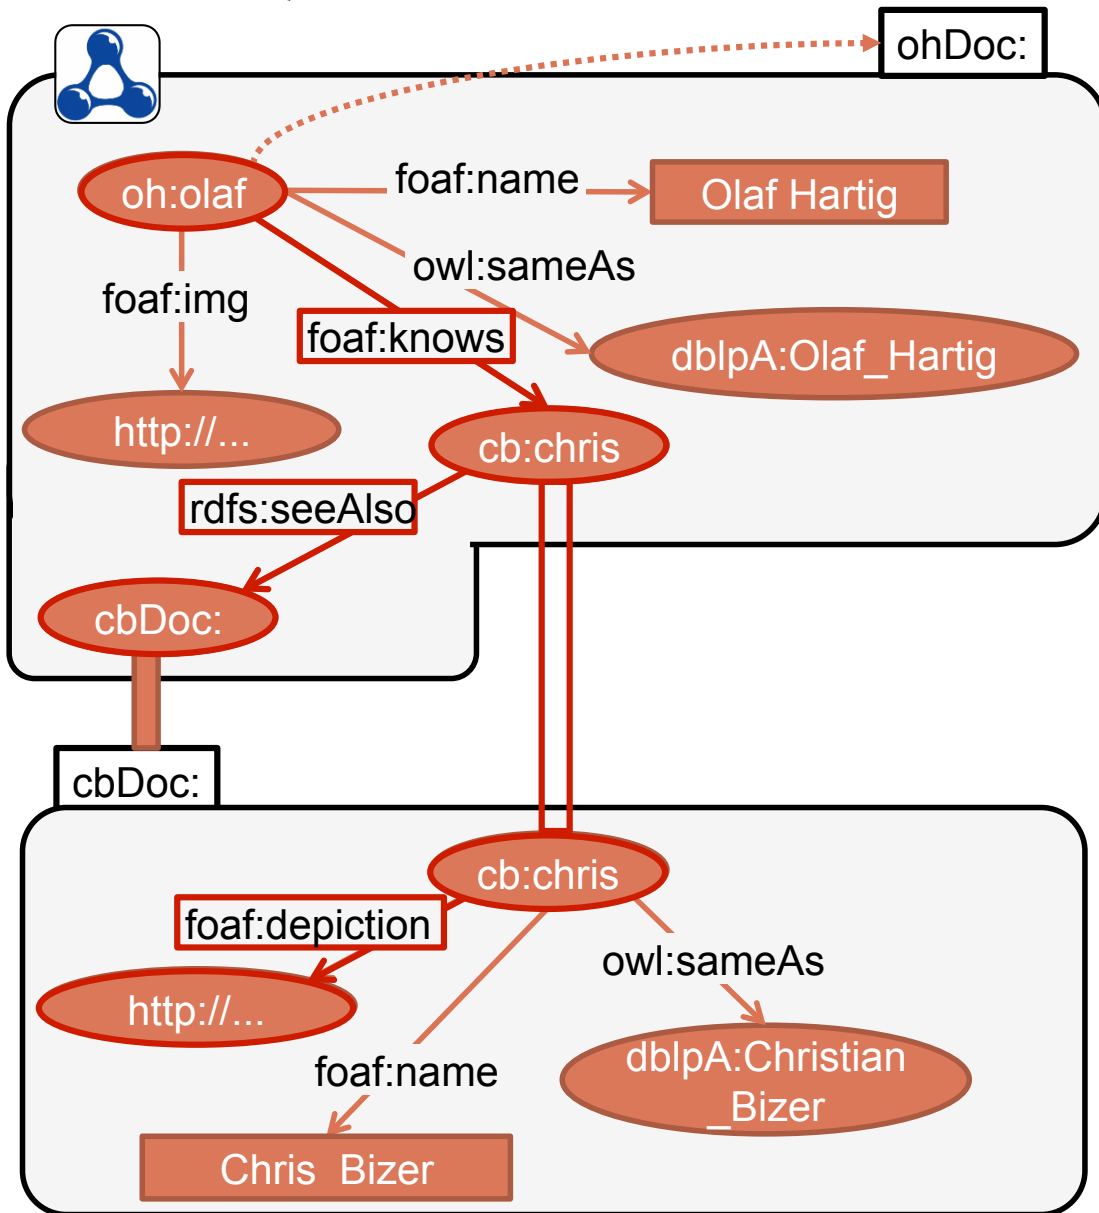 ohDoc:
oh:olaf
foaf:name
Olaf Hartig
owl:sameAs
foaf:img
foaf:knows
dblpA:Olaf_Hartig
http://...
cb:chris
rdfs:seeAlso
cbDoc:
cbDoc:
cb:chris
foaf:depiction
owl:sameAs
http://...
foaf:name
dblpA:Christian
_Bizer
Chris Bizer